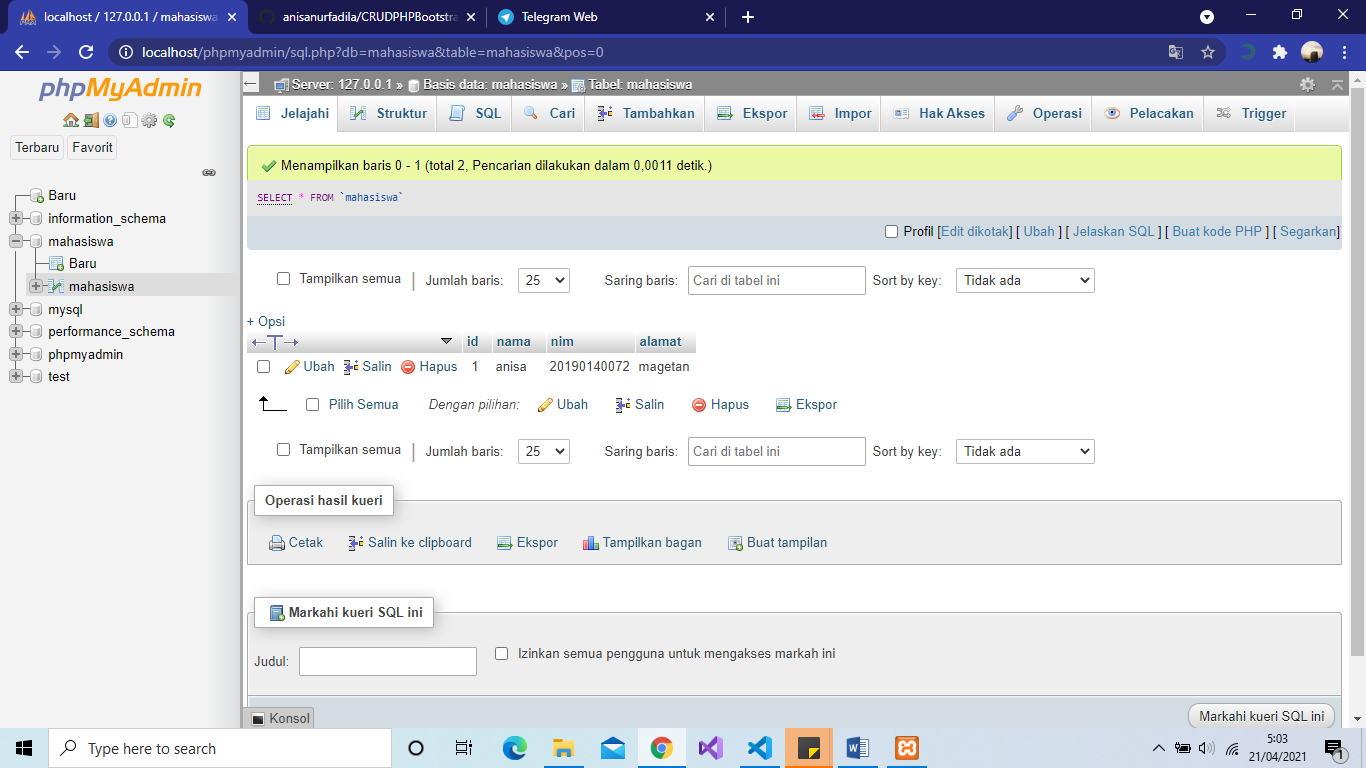 localhost / 127.0.0.1 / mahasiswa
anisanurfadila/CRUDPHPBootstra
Telegram Web
localhost/phpmyadmin/sql.php?db=mahasiswa&table=mahasiswa&pos=0
phpMyAdmin
Terbaru Favorit
Baru
information_schema
mahasiswa
Baru
mahasiswa
mysql
performance_schema
phpmyadmin
test
Server: 127.0.0.1 » Basis data: mahasiswa » Tabel: mahasiswa
Jelajahi Struktur SQL Cari Tambahkan Ekspor Impor Hak Akses Operasi Pelacakan Trigger
Menampilkan baris 0 - 1 (total 2, Pencarian dilakukan dalam 0,0011 detik.)
SELECT * FROM `mahasiswa`
Profil [Edit dikotak] [ Ubah ] [ Jelaskan SQL ] [ Buat kode PHP ] [ Segarkan]
Tampilkan semua | Jumlah baris: 25 Saring baris: Cari di tabel ini Sort by key: Tidak ada
+ Opsi
←T→ id nama nim alamat
Ubah Salin Hapus 1 anisa 20190140072 magetan
Pilih Semua Dengan pilihan: Ubah Salin Hapus Ekspor
Tampilkan semua | Jumlah baris: 25 Saring baris: Cari di tabel ini Sort by key: Tidak ada
Operasi hasil kueri
Cetak Salin ke clipboard Ekspor Tampilkan bagan Buat tampilan
Markahi kueri SQL ini
Judul: Izinkan semua pengguna untuk mengakses markah ini
Konsol
Markahi kueri SQL ini
Type here to search
5:03
21/04/2021
1